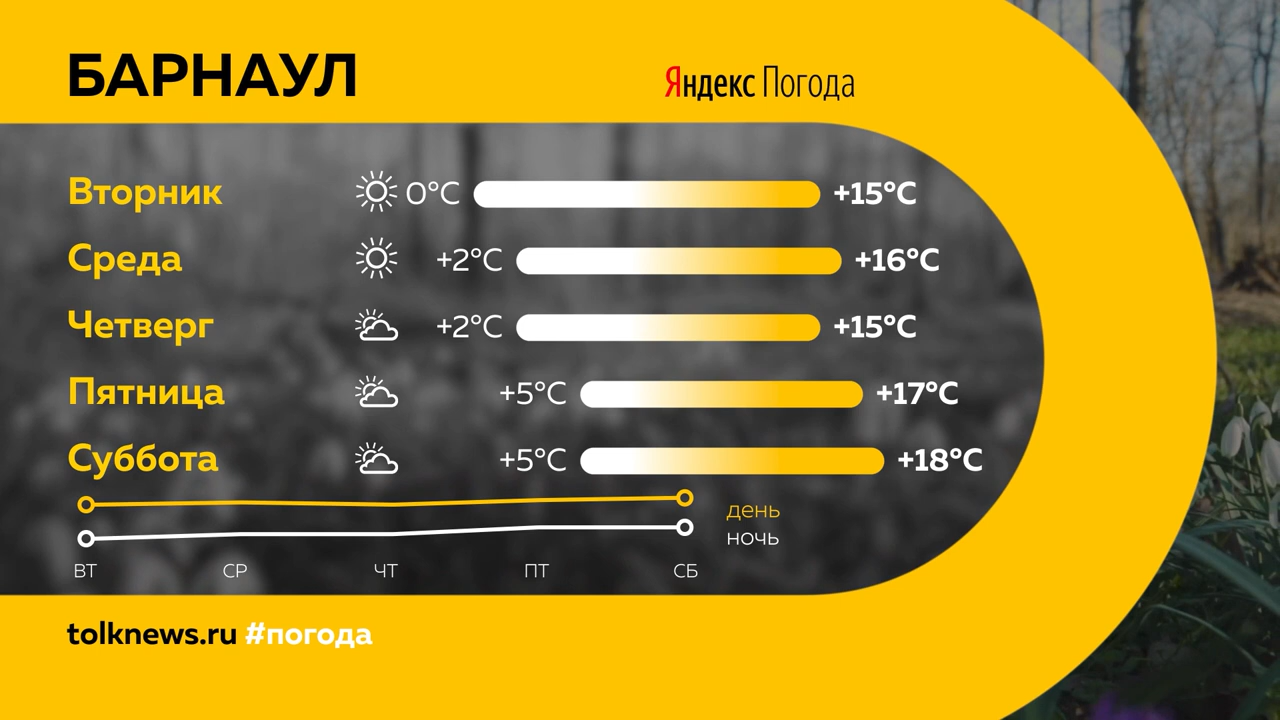 БАРНАУЛ
Яндекс Погода
Вторник 0°C +15°C
Среда +2°C +16°C
Четверг +2°C +15°C
Пятница +5°C +17°C
Суббота +5°C +18°C
день
ночь
ВТ СР ЧТ ПТ СБ
tolknews.ru #погода